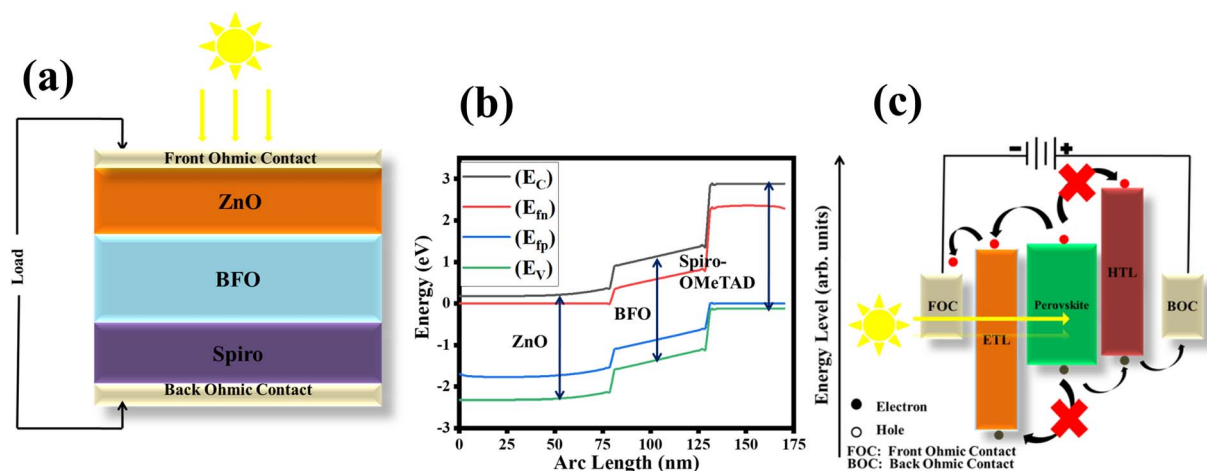 (a)
Front Ohmic Contact
ZnO
BFO
Spiro
Back Ohmic Contact
Load
(b)
(E_C)
(E_fn)
(E_fp)
(E_V)
Spiro-
OMeTAD
BFO
ZnO
Energy (eV)
3
2
1
0
-1
-2
-3
0 25 50 75 100 125 150 175
Arc Length (nm)
(c)
- +
HTL
FOC
Perovskite
BOC
ETL
Energy Level (arb. units)
Electron
Hole
FOC: Front Ohmic Contact
BOC: Back Ohmic Contact